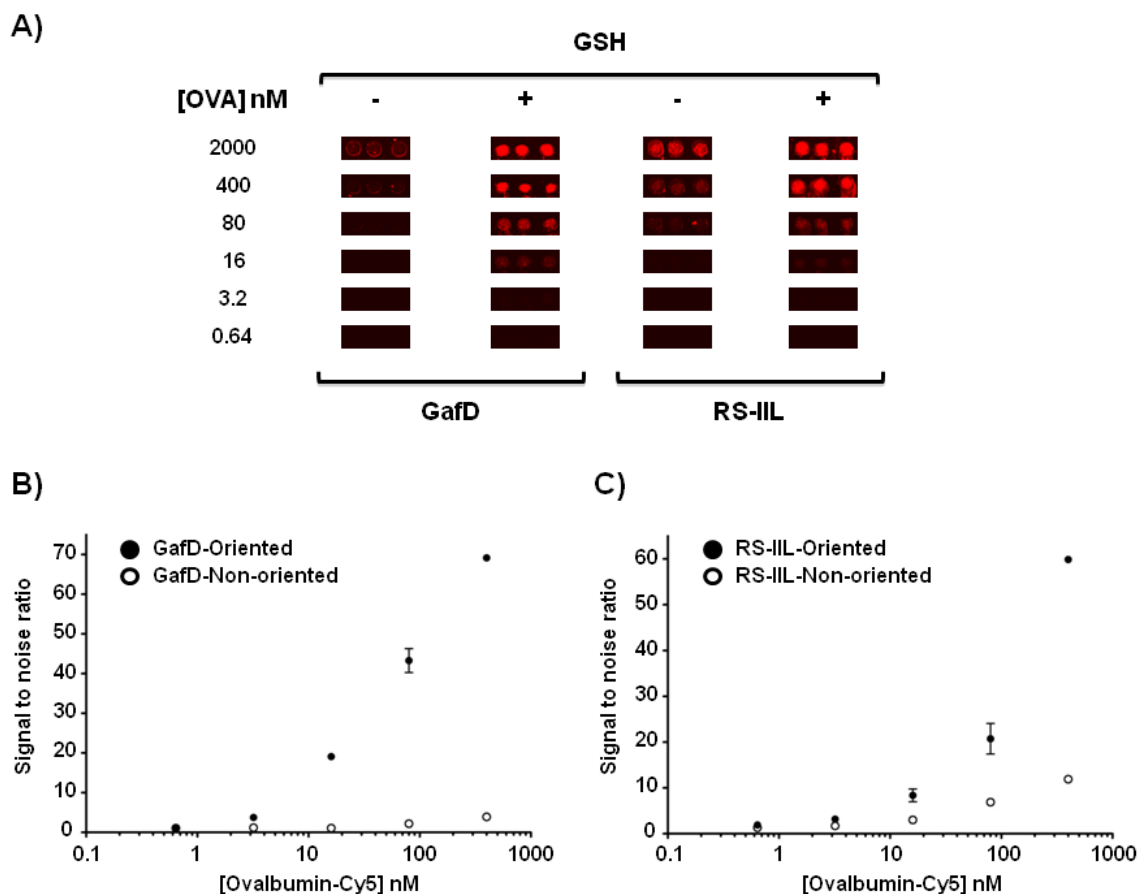 A)
GSH
[OVA] nM - + - +
2000
400
80
16
3.2
0.64
GafD RS-IIL
B)
GafD-Oriented
GafD-Non-oriented
Signal to noise ratio
70
60
50
40
30
20
10
0
0.1 1 10 100 1000
[Ovalbumin-Cy5] nM
C)
RS-IIL-Oriented
RS-IIL-Non-oriented
Signal to noise ratio
60
50
40
30
20
10
0
0.1 1 10 100 1000
[Ovalbumin-Cy5] nM